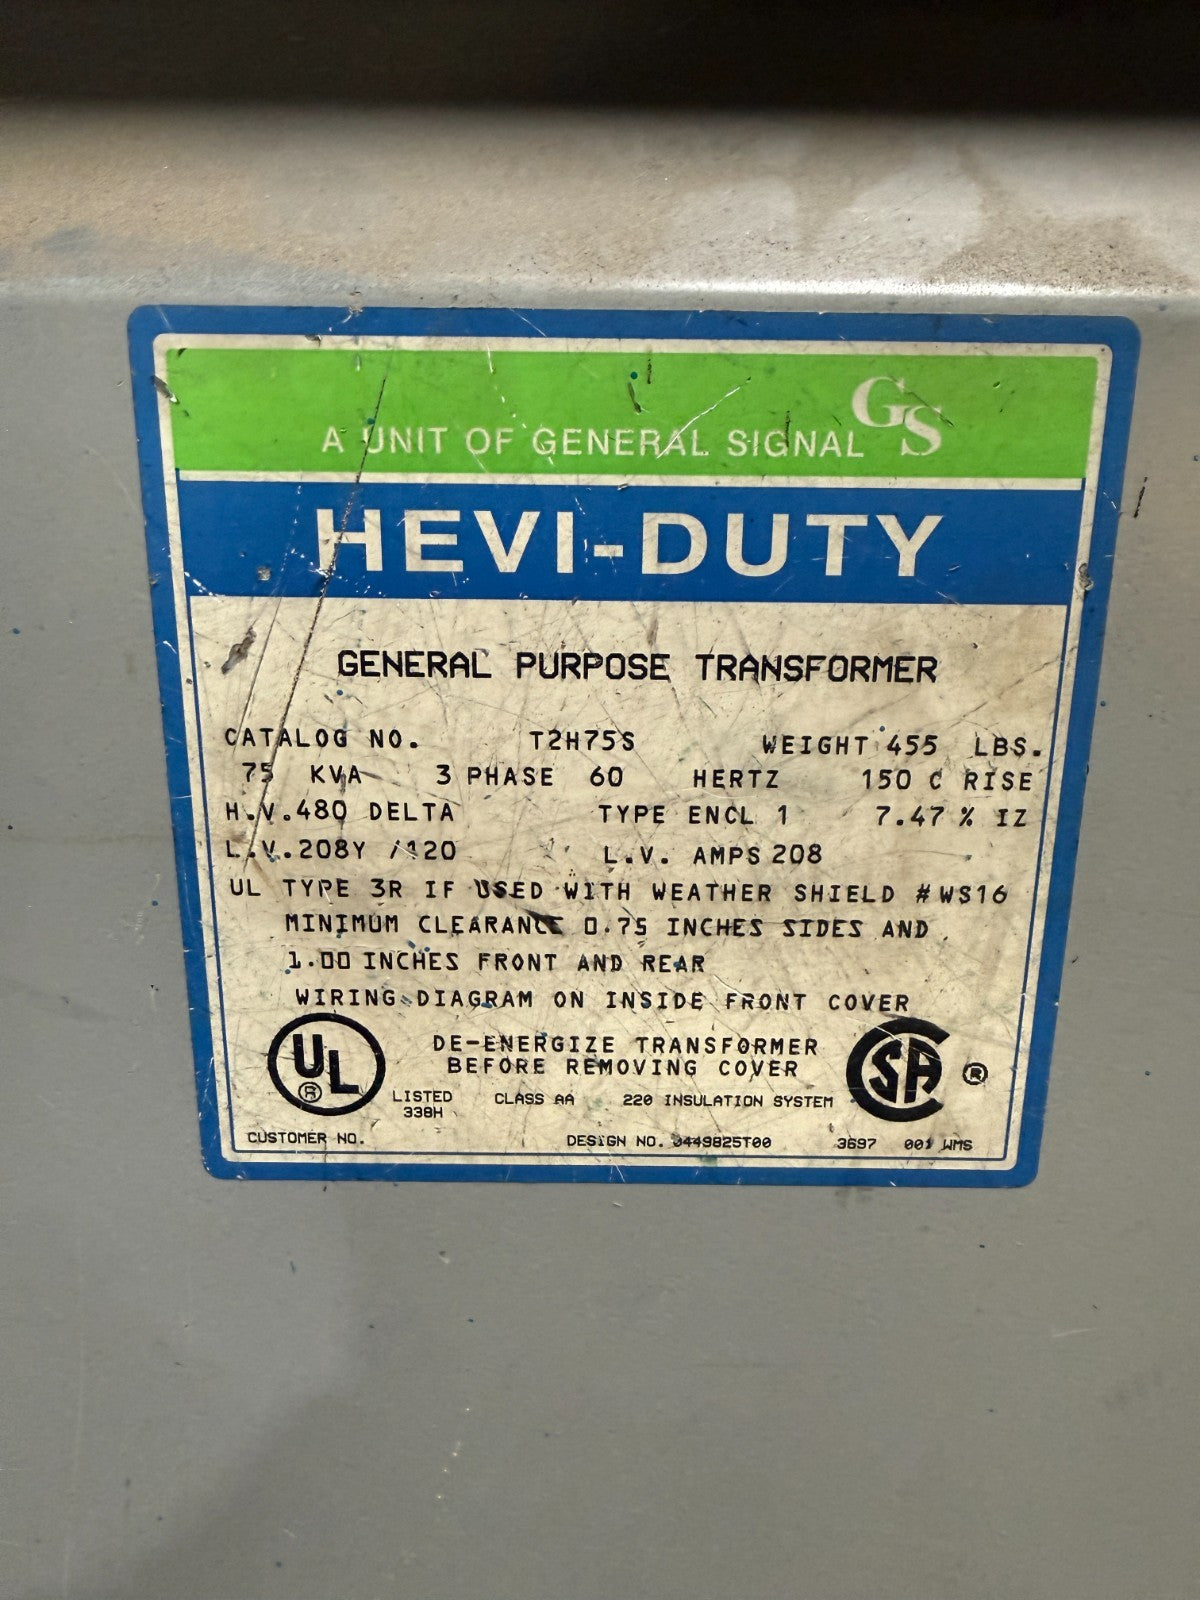 A UNIT OF GENERAL SIGNAL GS
HEVI-DUTY
GENERAL PURPOSE TRANSFORMER
CATALOG NO. T2H75S WEIGHT 455 LBS.
75 KVA 3 PHASE 60 HERTZ 150 C RISE
H.V. 480 DELTA TYPE ENCL 1 7.47 % IZ
L.V. 208Y /120 L.V. AMPS 208
UL TYPE 3R IF USED WITH WEATHER SHIELD # WS16
MINIMUM CLEARANCE 0.75 INCHES SIDES AND
1.00 INCHES FRONT AND REAR
WIRING DIAGRAM ON INSIDE FRONT COVER
DE-ENERGIZE TRANSFORMER
BEFORE REMOVING COVER
UL ® CSA ®
LISTED CLASS AA 220 INSULATION SYSTEM
338H
CUSTOMER NO. DESIGN NO. 0449825T00 3697 001 WMS